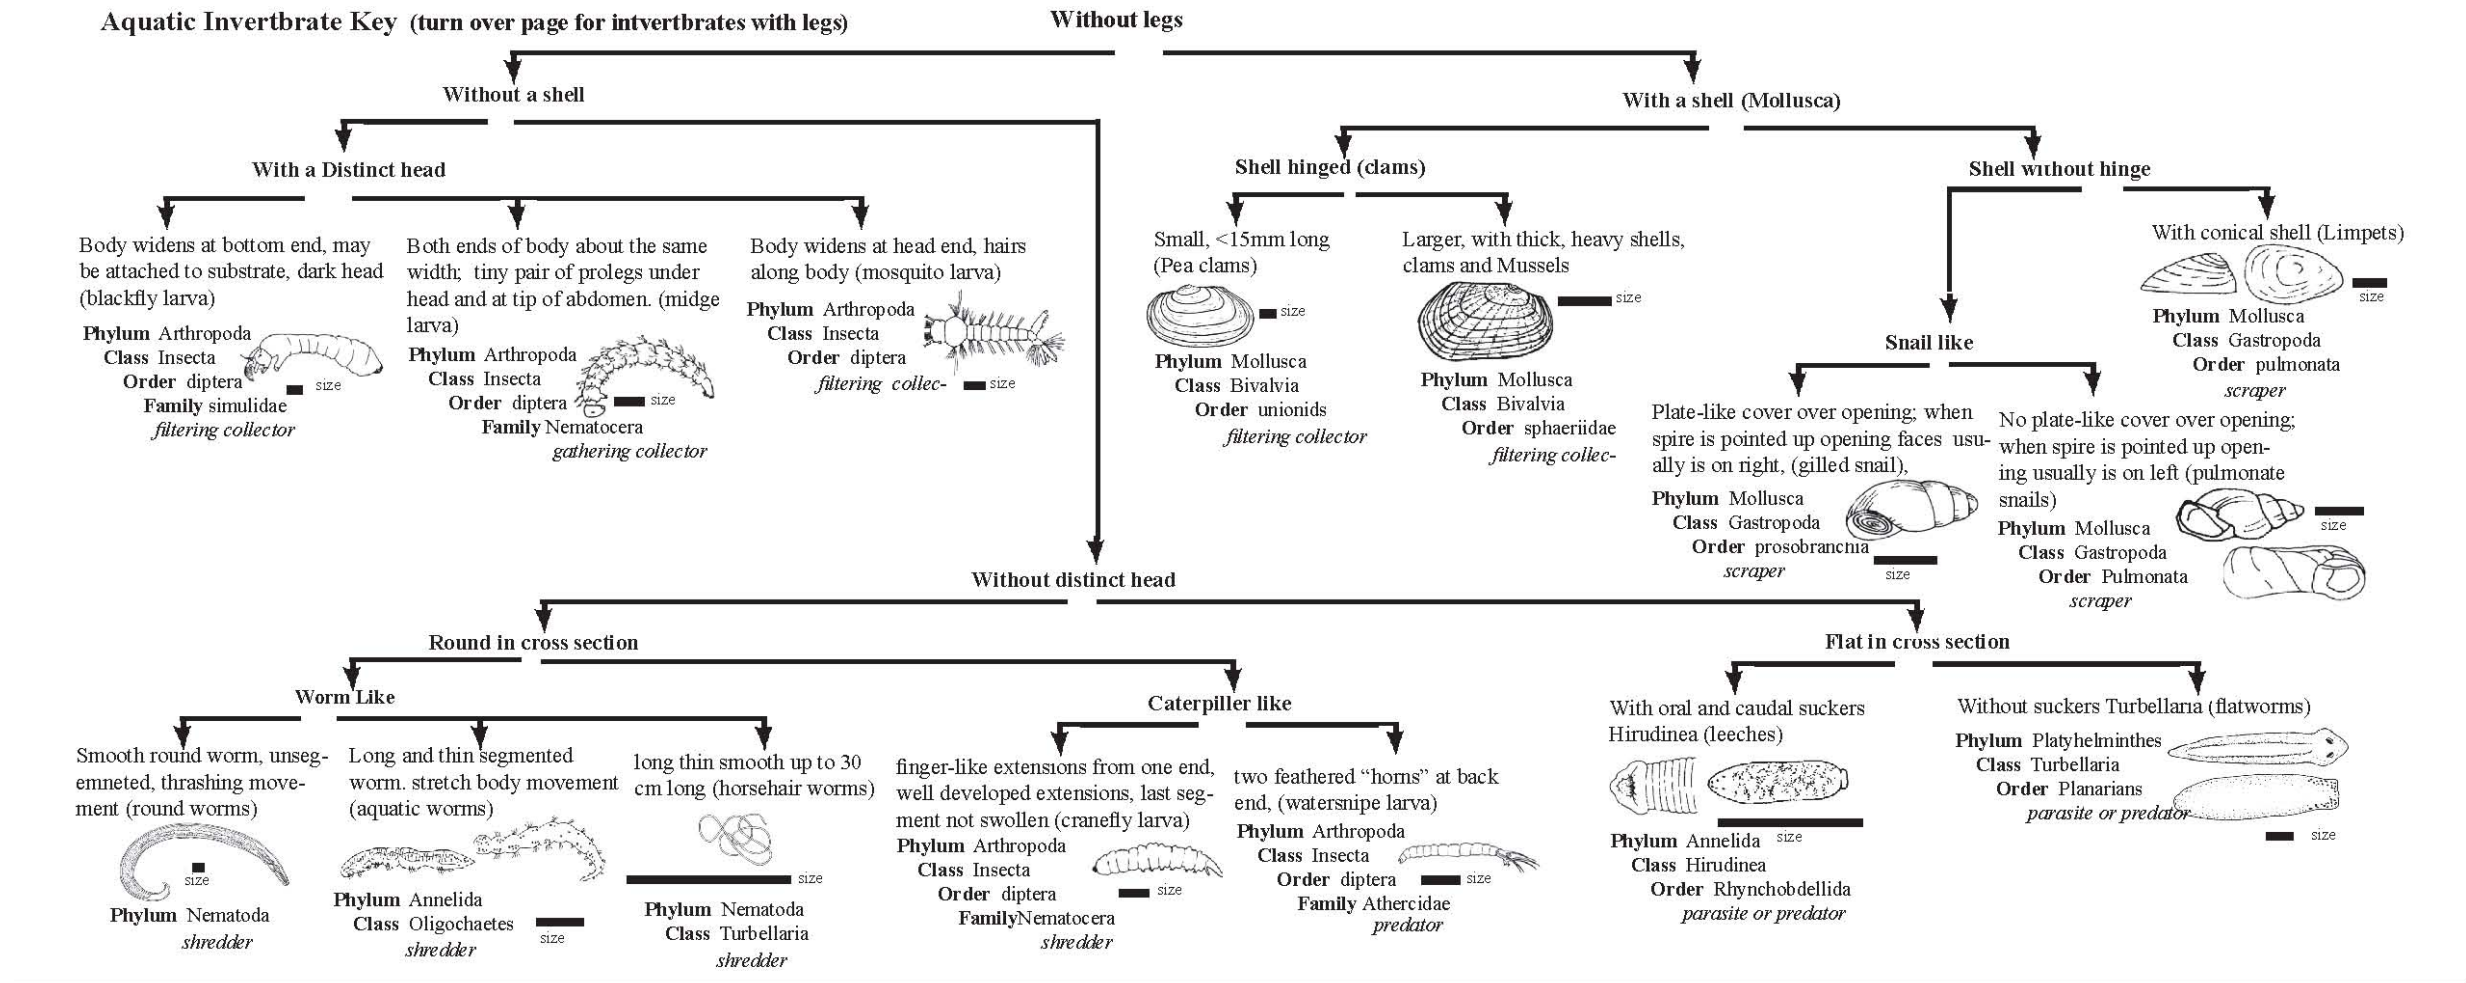 Aquatic Invertbrate Key (turn over page for intvertbrates with legs)
Without legs
Without a shell
With a shell (Mollusca)
With a Distinct head
Shell hinged (clams)
Shell without hinge
Body widens at bottom end, may
be attached to substrate, dark head
(blackfly larva)
Phylum Arthropoda
Class Insecta
Order diptera
size
Family simulidae
filtering collector
Both ends of body about the same
width; tiny pair of prolegs under
head and at tip of abdomen. (midge
larva)
Phylum Arthropoda
Class Insecta
Order diptera
size
Family Nematocera
gathering collector
Body widens at head end, hairs
along body (mosquito larva)
Phylum Arthropoda
Class Insecta
Order diptera
filtering collec-
size
Small, <15mm long
(Pea clams)
size
Phylum Mollusca
Class Bivalvia
Order unionids
filtering collector
Larger, with thick, heavy shells,
clams and Mussels
size
Phylum Mollusca
Class Bivalvia
Order sphaeriidae
filtering collec-
With conical shell (Limpets)
size
Phylum Mollusca
Class Gastropoda
Order pulmonata
scraper
Snail like
Plate-like cover over opening; when
spire is pointed up opening faces usu-
ally is on right, (gilled snail),
Phylum Mollusca
Class Gastropoda
Order prosobranchia
scraper
size
No plate-like cover over opening;
when spire is pointed up open-
ing usually is on left (pulmonate
snails)
Phylum Mollusca
size
Class Gastropoda
Order Pulmonata
scraper
Without distinct head
Round in cross section
Flat in cross section
Worm Like
Caterpiller like
Smooth round worm, unseg-
emneted, thrashing move-
ment (round worms)
size
Phylum Nematoda
shredder
Long and thin segmented
worm. stretch body movement
(aquatic worms)
Phylum Annelida
Class Oligochaetes
size
shredder
long thin smooth up to 30
cm long (horsehair worms)
size
Phylum Nematoda
Class Turbellaria
shredder
finger-like extensions from one end,
well developed extensions, last seg-
ment not swollen (cranefly larva)
Phylum Arthropoda
Class Insecta
Order diptera
size
FamilyNematocera
shredder
two feathered “horns” at back
end, (watersnipe larva)
Phylum Arthropoda
Class Insecta
Order diptera
size
Family Athercidae
predator
With oral and caudal suckers
Hirudinea (leeches)
size
Phylum Annelida
Class Hirudinea
Order Rhynchobdellida
parasite or predator
Without suckers Turbellaria (flatworms)
Phylum Platyhelminthes
Class Turbellaria
Order Planarians
parasite or predator
size